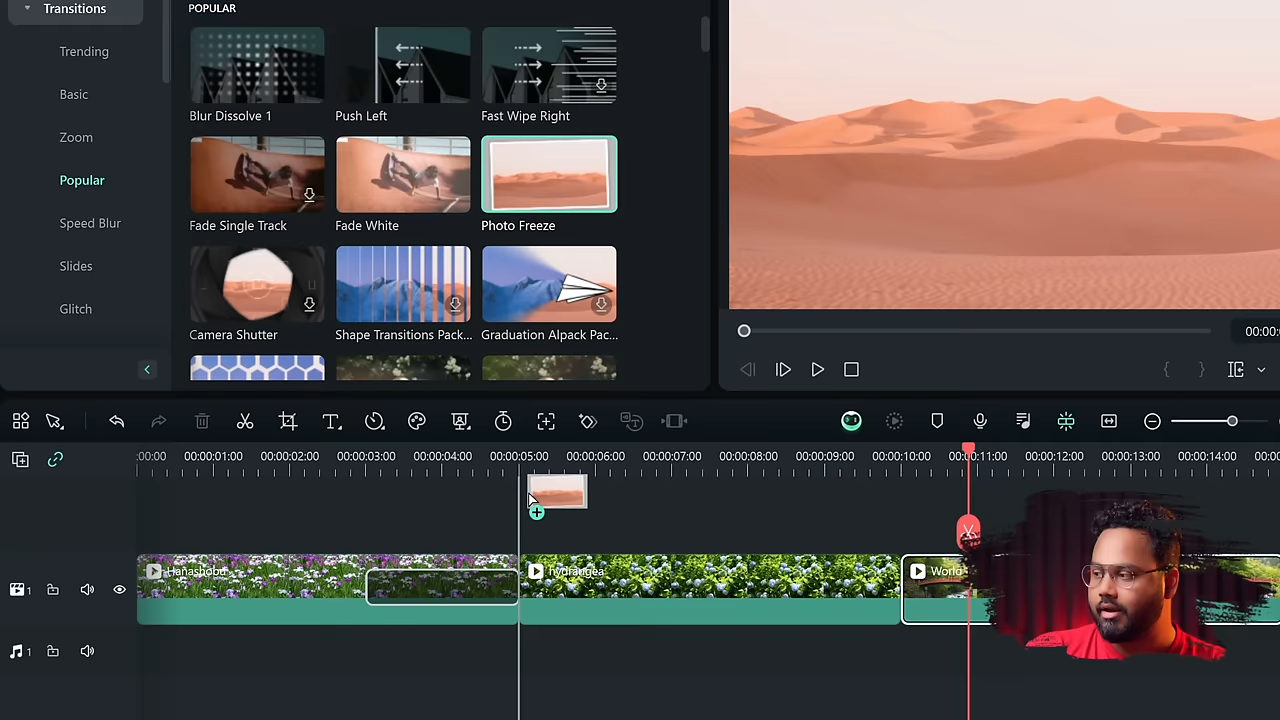 Transitions
POPULAR
Trending
Basic
Zoom
Popular
Speed Blur
Slides
Glitch
Blur Dissolve 1
Push Left
Fast Wipe Right
Fade Single Track
Fade White
Photo Freeze
Camera Shutter
Shape Transitions Pack...
Graduation Alpack Pac...
00:00:
:00:00 00:00:01:00 00:00:02:00 00:00:03:00 00:00:04:00 00:00:05:00 00:00:06:00 00:00:07:00 00:00:08:00 00:00:09:00 00:00:10:00 00:00:11:00 00:00:12:00 00:00:13:00 00:00:14:00 00:00
Hanashobu
hydrangea
World
1
1